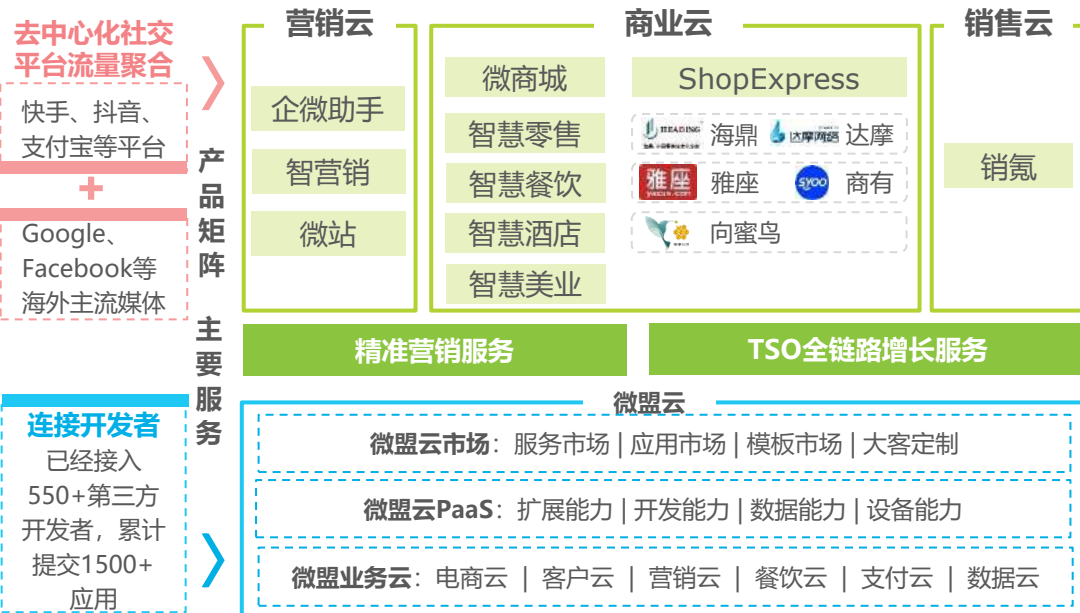 去中心化社交
平台流量聚合
快手、抖音、
支付宝等平台
+
Google、
Facebook等
海外主流媒体
产品矩阵
主要服务
营销云
企微助手
智营销
微站
商业云
微商城
智慧零售
智慧餐饮
智慧酒店
智慧美业
ShopExpress
HEADING 海鼎 达摩网络 达摩
雅座 雅座 SYOO 商有
向蜜鸟
销售云
销氪
精准营销服务
TSO全链路增长服务
连接开发者
已经接入
550+第三方
开发者，累计
提交1500+
应用
微盟云
微盟云市场：服务市场 | 应用市场 | 模板市场 | 大客定制
微盟云PaaS：扩展能力 | 开发能力 | 数据能力 | 设备能力
微盟业务云：电商云 | 客户云 | 营销云 | 餐饮云 | 支付云 | 数据云